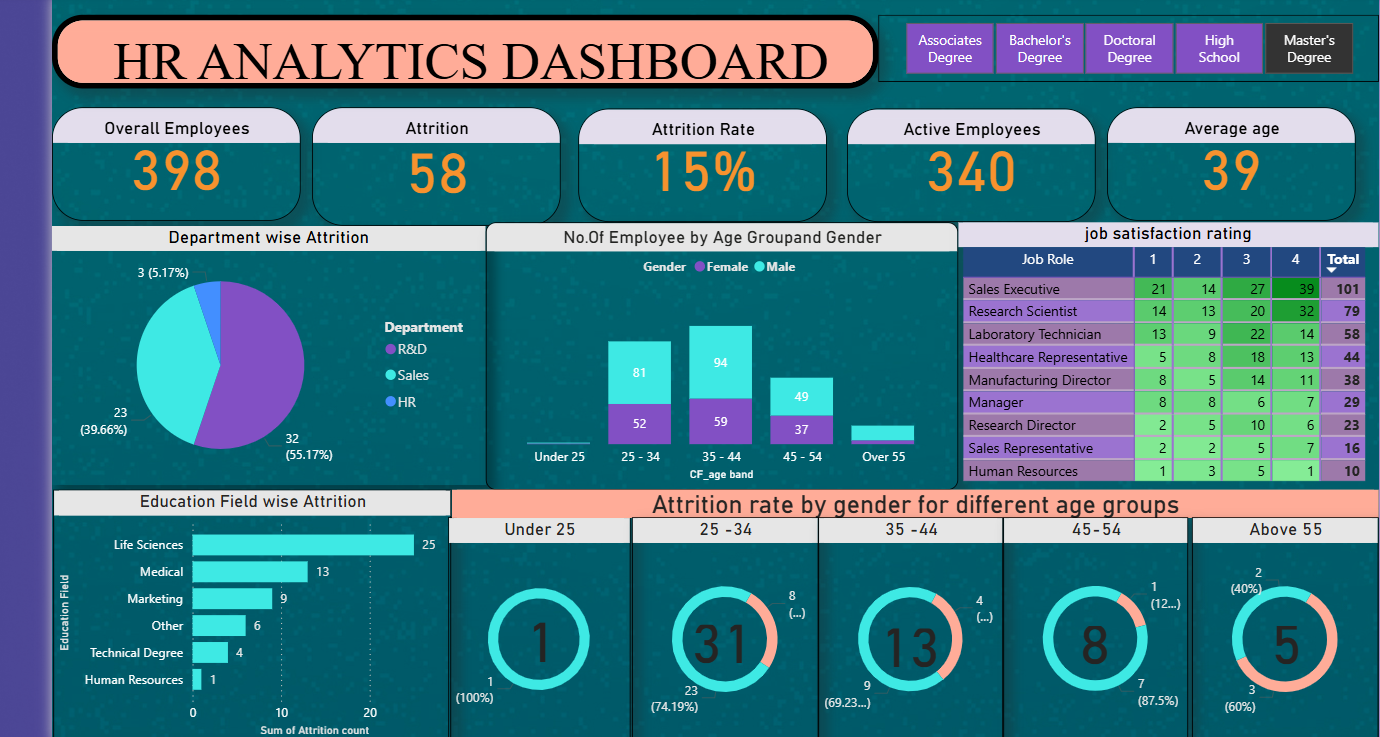 HR ANALYTICS DASHBOARD
Associates Degree
Bachelor's Degree
Doctoral Degree
High School
Master's Degree
Overall Employees
398
Attrition
58
Attrition Rate
15%
Active Employees
340
Average age
39
Department wise Attrition
3 (5.17%)
23
(39.66%)
32
(55.17%)
Department
R&D
Sales
HR
No.Of Employee by Age Groupand Gender
Gender Female Male
81 94 49
52 59 37
Under 25 25 - 34 35 - 44 45 - 54 Over 55
CF_age band
job satisfaction rating
Job Role 1 2 3 4 Total
Sales Executive 21 14 27 39 101
Research Scientist 14 13 20 32 79
Laboratory Technician 13 9 22 14 58
Healthcare Representative 5 8 18 13 44
Manufacturing Director 8 5 14 11 38
Manager 8 8 6 7 29
Research Director 2 5 10 6 23
Sales Representative 2 2 5 7 16
Human Resources 1 3 5 1 10
Education Field wise Attrition
Education Field
Life Sciences 25
Medical 13
Marketing 9
Other 6
Technical Degree 4
Human Resources 1
0 10 20
Sum of Attrition count
Attrition rate by gender for different age groups
Under 25
1
1
(100%)
25 -34
8
(...)
31
23
(74.19%)
35 -44
4
(...)
13
9
(69.23...)
45-54
1
(12...)
8
7
(87.5%)
Above 55
2
(40%)
5
3
(60%)